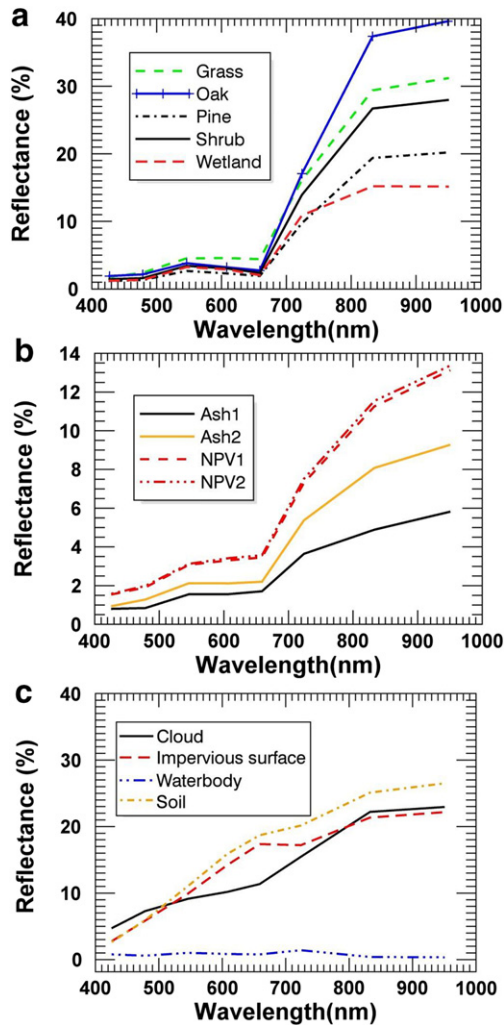 a
40
30
20
10
0
Reflectance (%)
Grass
Oak
Pine
Shrub
Wetland
400 500 600 700 800 900 1000
Wavelength(nm)
b
14
12
10
8
6
4
2
0
Reflectance (%)
Ash1
Ash2
NPV1
NPV2
400 500 600 700 800 900 1000
Wavelength(nm)
c
40
30
20
10
0
Reflectance (%)
Cloud
Impervious surface
Waterbody
Soil
400 500 600 700 800 900 1000
Wavelength(nm)